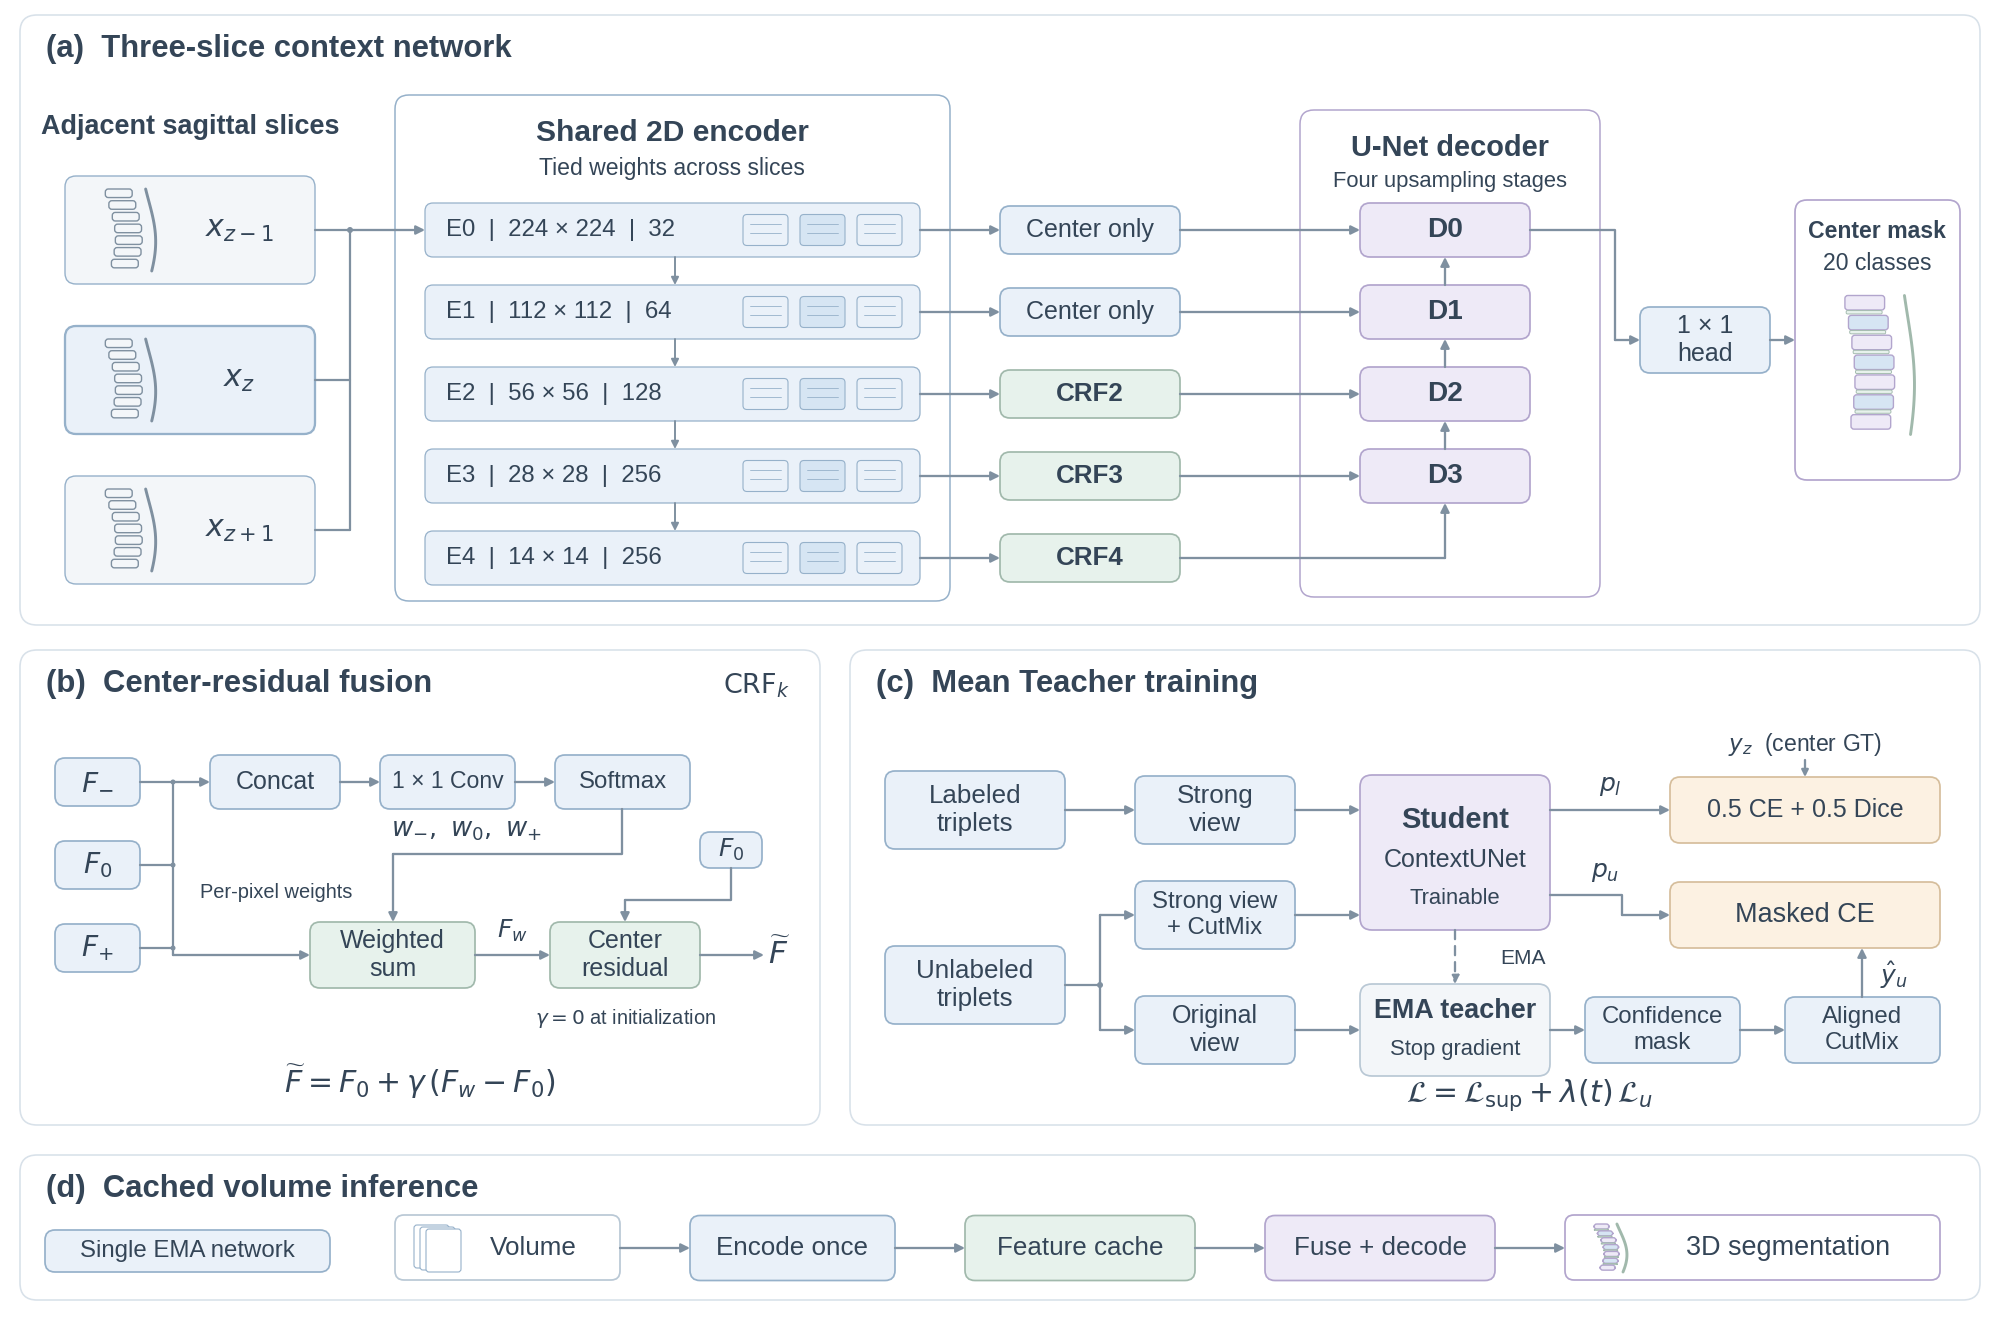 (a) Three-slice context network
Adjacent sagittal slices
x_{z-1}
x_z
x_{z+1}
Shared 2D encoder
Tied weights across slices
E0 | 224 × 224 | 32
E1 | 112 × 112 | 64
E2 | 56 × 56 | 128
E3 | 28 × 28 | 256
E4 | 14 × 14 | 256
Center only
Center only
CRF2
CRF3
CRF4
U-Net decoder
Four upsampling stages
D0
D1
D2
D3
1 × 1
head
Center mask
20 classes
(b) Center-residual fusion
CRF_k
F_−
F_0
F_+
Concat
1 × 1 Conv
Softmax
w_−, w_0, w_+
F_0
Per-pixel weights
Weighted
sum
F_w
Center
residual
F̃
γ = 0 at initialization
F̃ = F_0 + γ(F_w − F_0)
(c) Mean Teacher training
Labeled
triplets
Strong
view
Unlabeled
triplets
Strong view
+ CutMix
Original
view
Student
ContextUNet
Trainable
EMA
EMA teacher
Stop gradient
p_l
p_u
y_z (center GT)
0.5 CE + 0.5 Dice
Masked CE
ŷ_u
Confidence
mask
Aligned
CutMix
ℒ = ℒ_sup + λ(t) ℒ_u
(d) Cached volume inference
Single EMA network
Volume
Encode once
Feature cache
Fuse + decode
3D segmentation